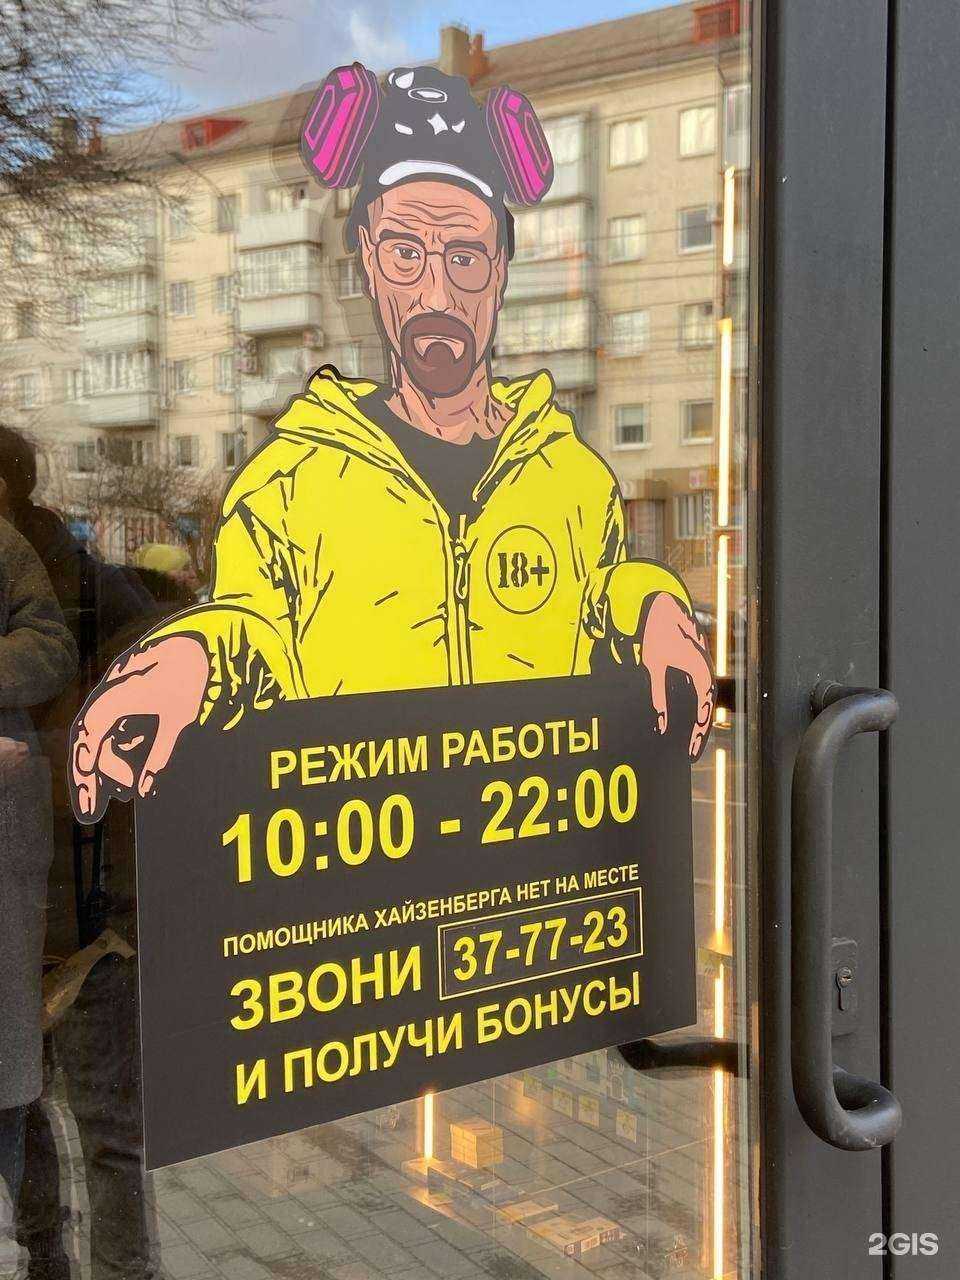 18+
РЕЖИМ РАБОТЫ
10:00 - 22:00
ПОМОЩНИКА ХАЙЗЕНБЕРГА НЕТ НА МЕСТЕ
ЗВОНИ 37-77-23
И ПОЛУЧИ БОНУСЫ
2GIS